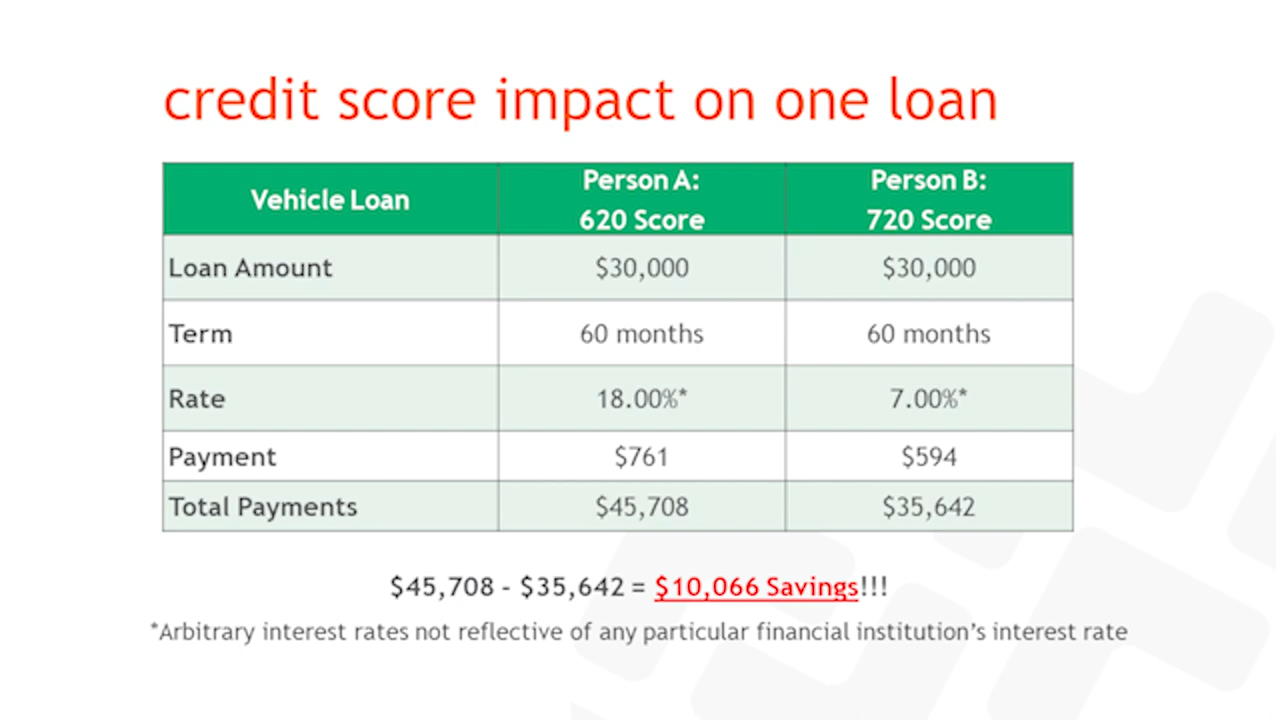 credit score impact on one loan
Vehicle Loan
Person A:
620 Score
Person B:
720 Score
Loan Amount $30,000 $30,000
Term 60 months 60 months
Rate 18.00%* 7.00%*
Payment $761 $594
Total Payments $45,708 $35,642
$45,708 - $35,642 = $10,066 Savings!!!
*Arbitrary interest rates not reflective of any particular financial institution’s interest rate